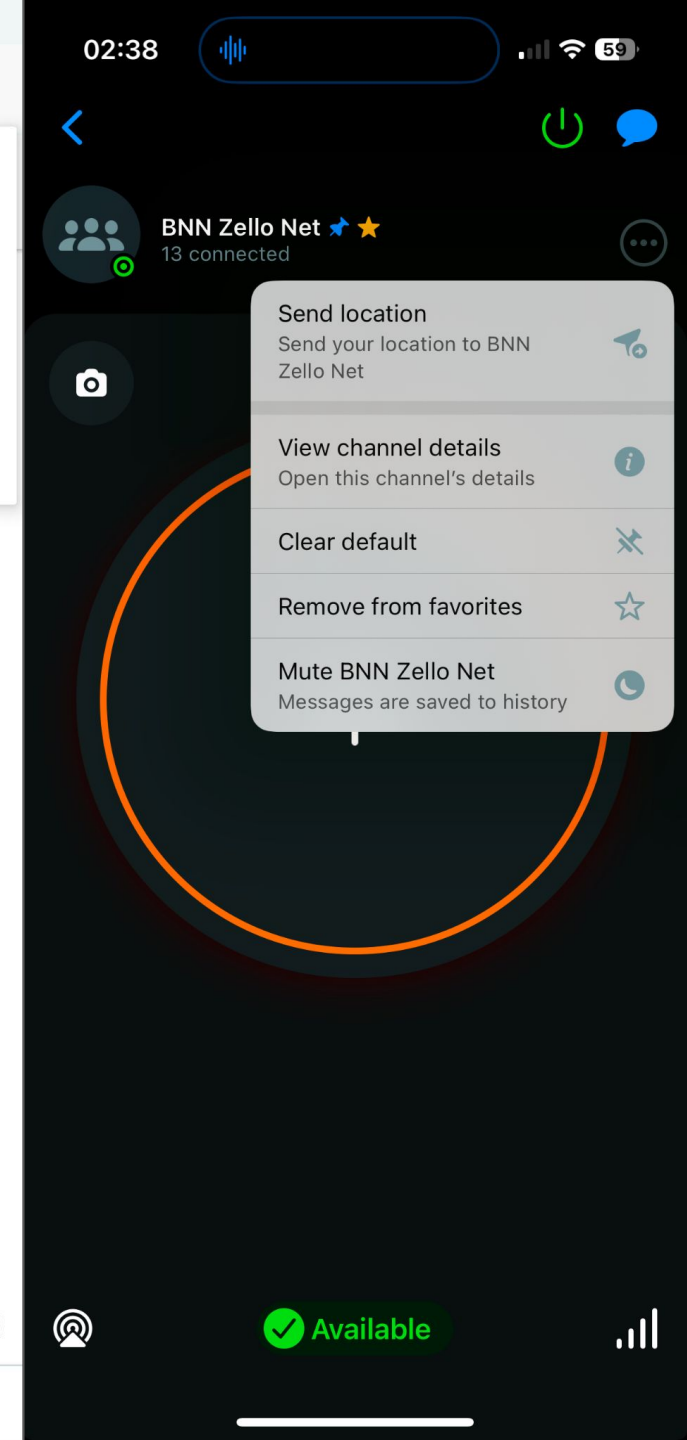 02:38
59
BNN Zello Net
13 connected
Send location
Send your location to BNN
Zello Net
View channel details
Open this channel's details
Clear default
Remove from favorites
Mute BNN Zello Net
Messages are saved to history
Available